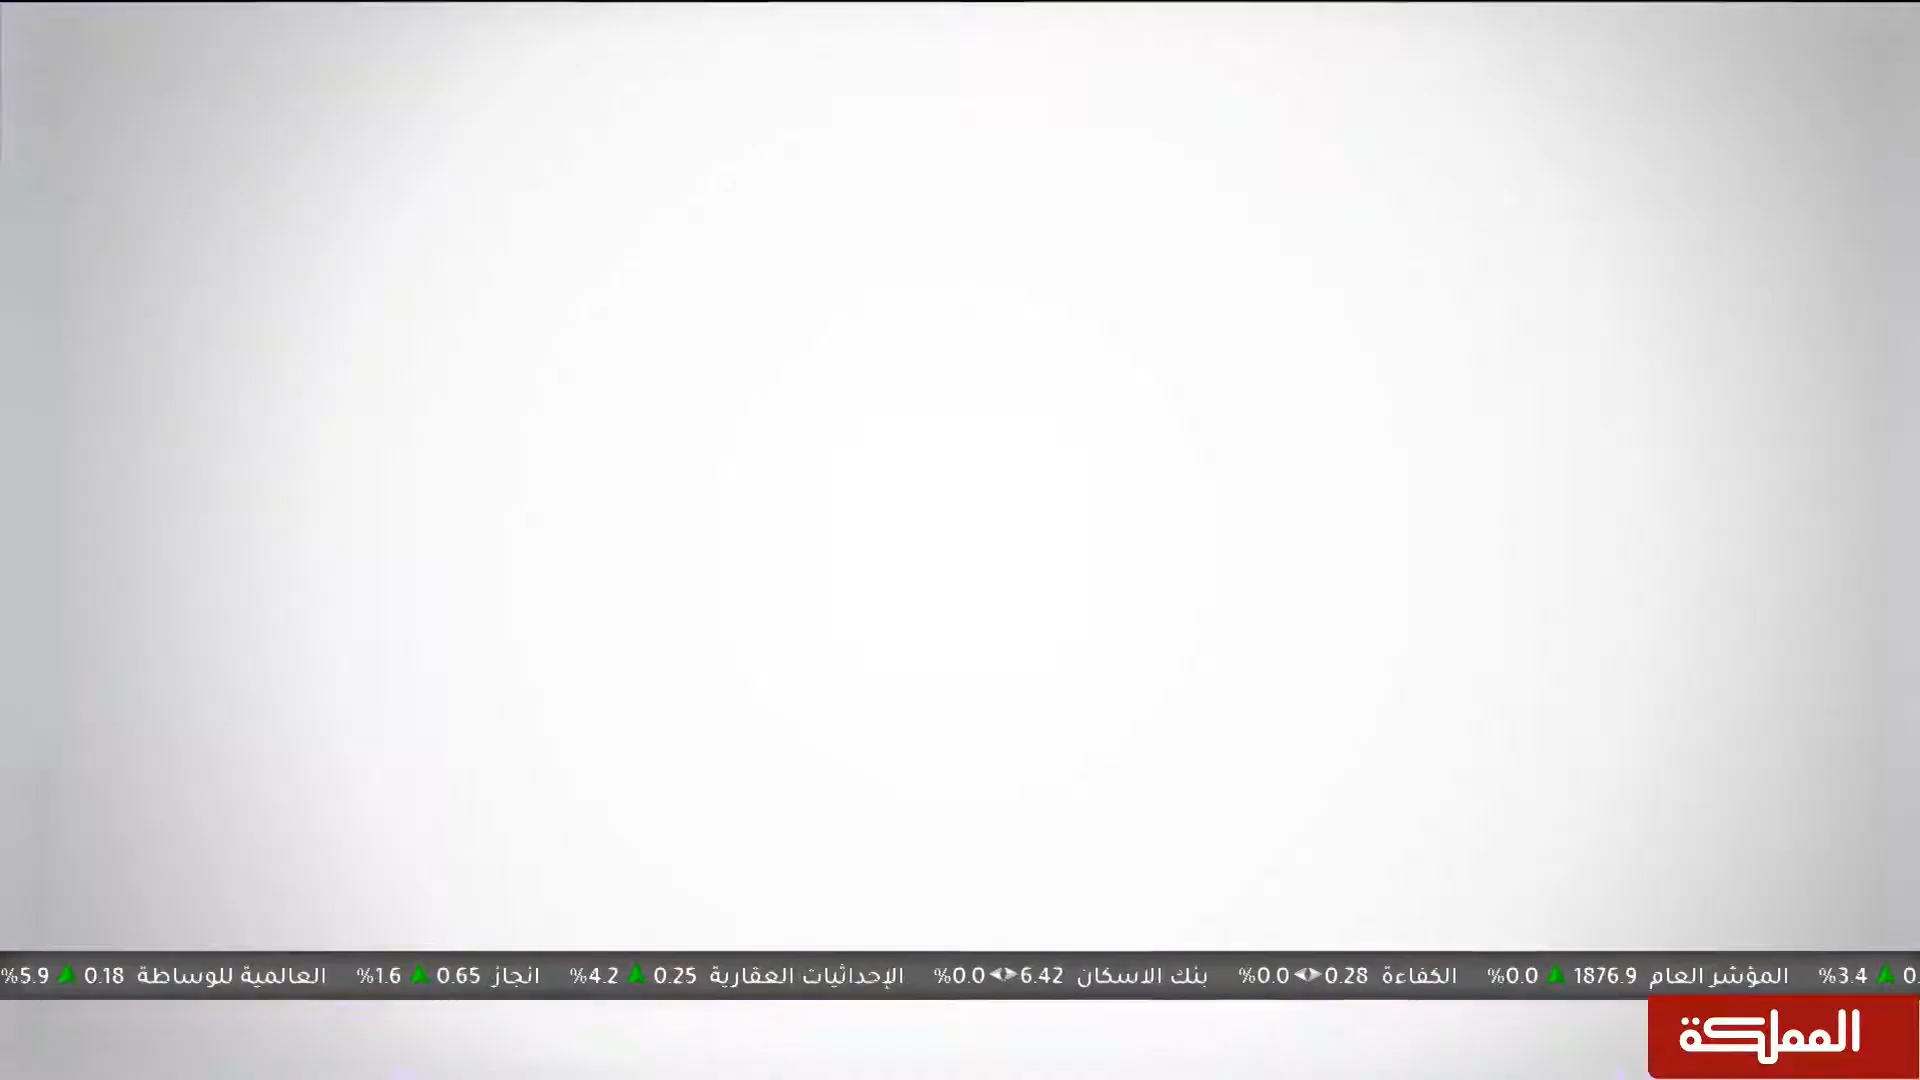 %3.4 المؤشر العام 1876.9 %0.0 الكفاءة 0.28 %0.0 بنك الاسكان 6.42 %0.0 الإحداثيات العقارية 0.25 %4.2 انجاز 0.65 %1.6 العالمية للوساطة 0.18 %5.9
المملكة